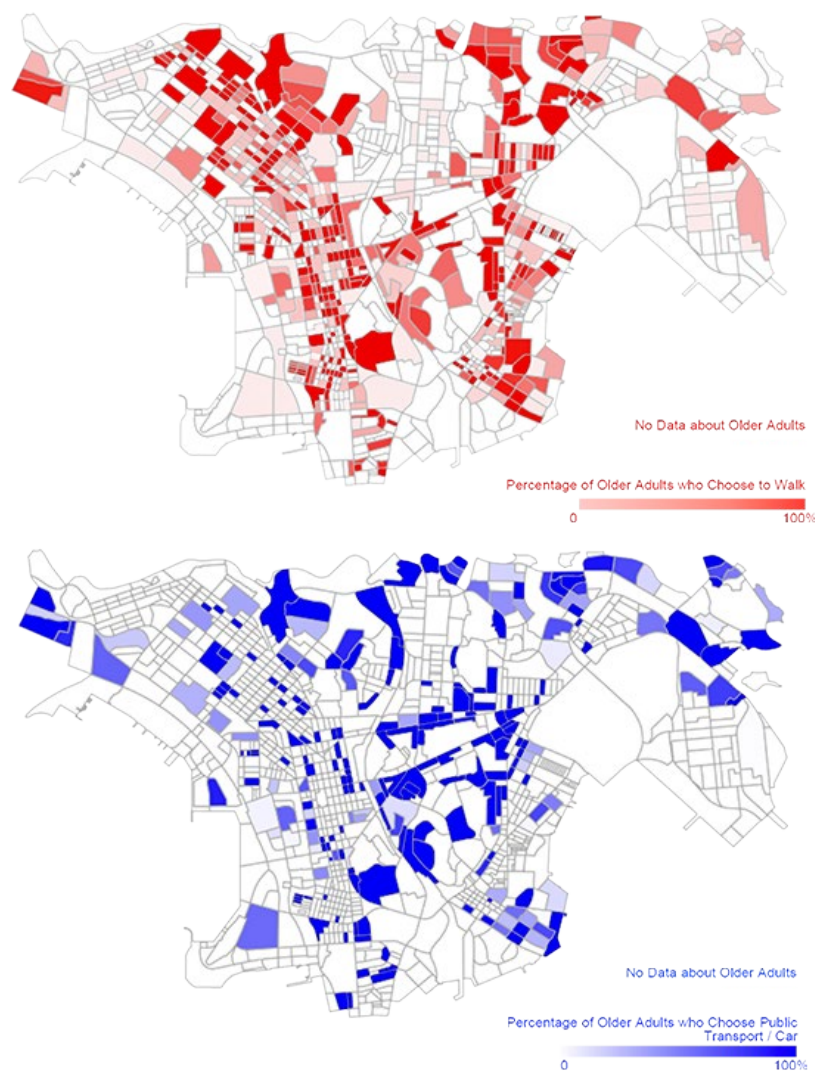 No Data about Older Adults
Percentage of Older Adults who Choose to Walk
0 100%
No Data about Older Adults
Percentage of Older Adults who Choose Public
Transport / Car
0 100%